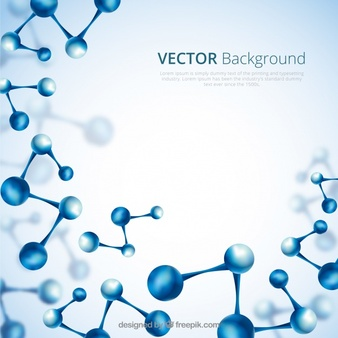 VECTOR Background
Lorem ipsum is simply dummy text of the printing and
typesetting industry. Lorem ipsum has been the industry's
standard dummy text ever since the
1500s.
designed by freepik.com